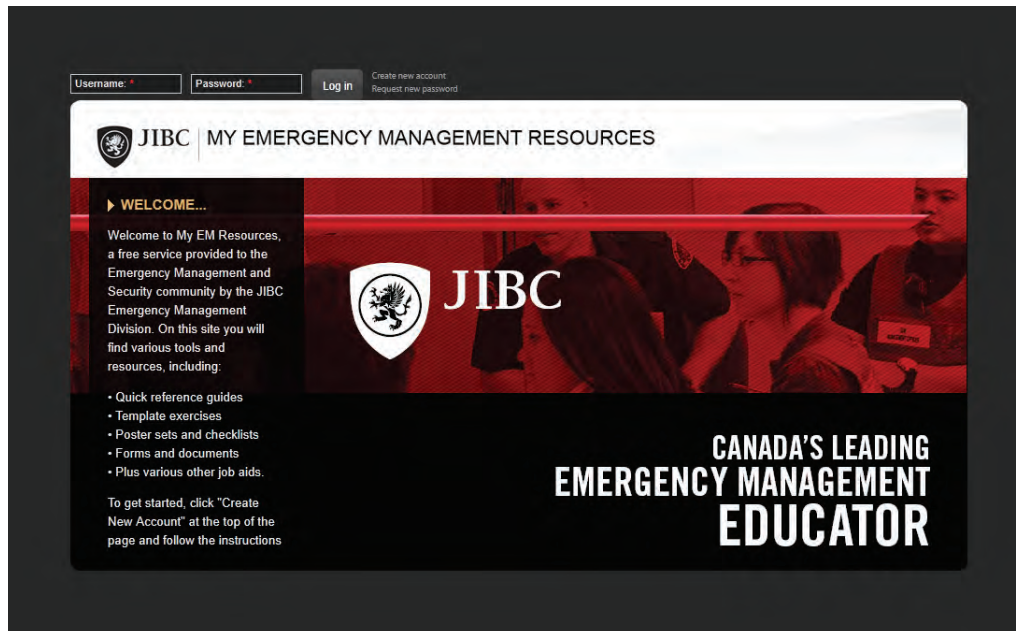 Username: *
Password: *
Log in
Create new account
Request new password
JIBC
MY EMERGENCY MANAGEMENT RESOURCES
WELCOME...
Welcome to My EM Resources,
a free service provided to the
Emergency Management and
Security community by the JIBC
Emergency Management
Division. On this site you will
find various tools and
resources, including:
• Quick reference guides
• Template exercises
• Poster sets and checklists
• Forms and documents
• Plus various other job aids.
To get started, click "Create
New Account" at the top of the
page and follow the instructions
JIBC
CANADA'S LEADING
EMERGENCY MANAGEMENT
EDUCATOR